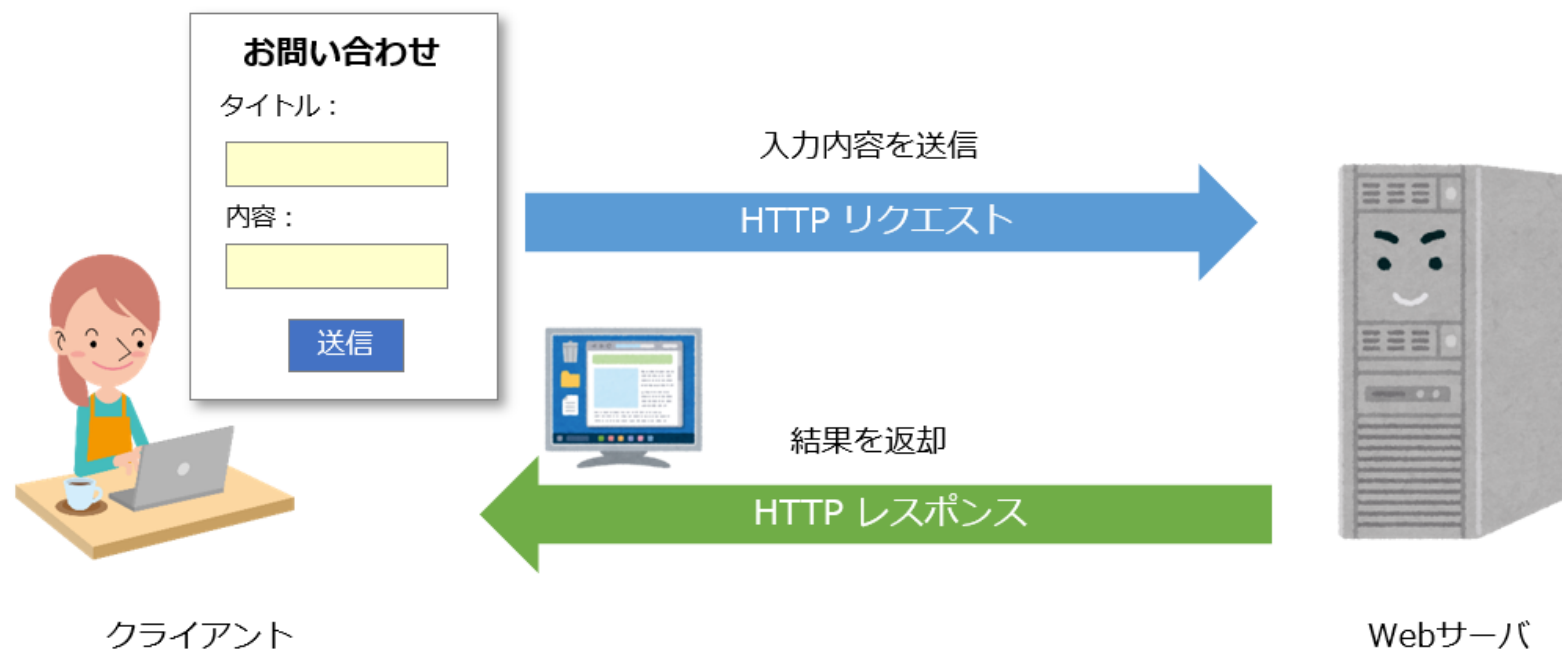 お問い合わせ
タイトル：
内容：
送信
入力内容を送信
HTTP リクエスト
結果を返却
HTTP レスポンス
クライアント
Webサーバ